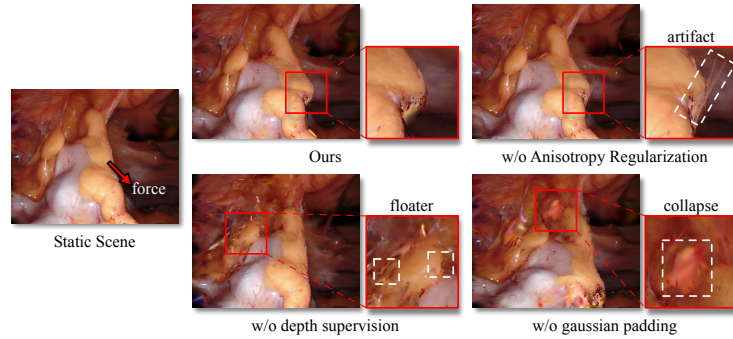 artifact
Ours
w/o Anisotropy Regularization
force
Static Scene
floater
collapse
w/o depth supervision
w/o gaussian padding